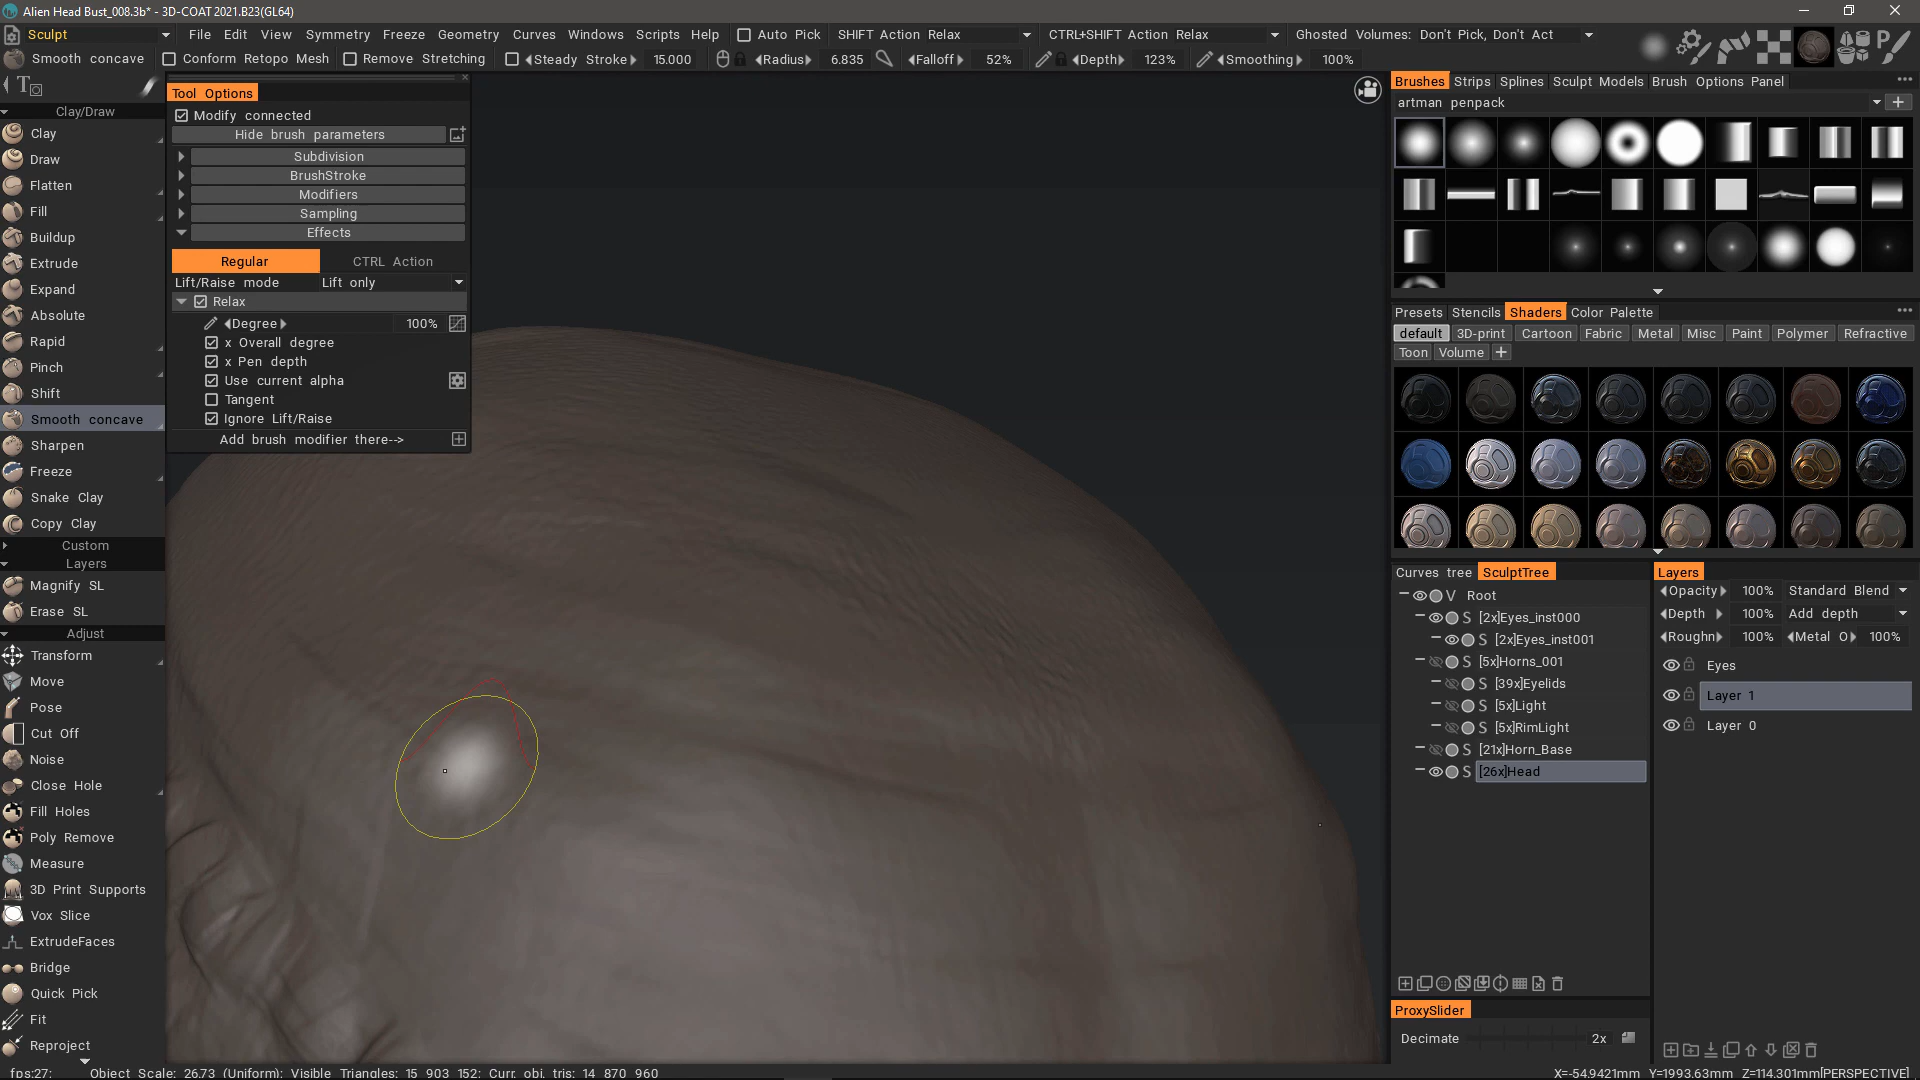 Alien Head Bust_008.3b* - 3D-COAT 2021.B23(GL64)
Sculpt File Edit View Symmetry Freeze Geometry Curves Windows Scripts Help Auto Pick SHIFT Action Relax CTRL+SHIFT Action Relax Ghosted Volumes: Don't Pick, Don't Act
Smooth concave Conform Retopo Mesh Remove Stretching Steady Stroke 15.000 Radius 6.835 Falloff 52% Depth 123% Smoothing 100%
Clay/Draw
Clay
Draw
Flatten
Fill
Buildup
Extrude
Expand
Absolute
Rapid
Pinch
Shift
Smooth concave
Sharpen
Freeze
Snake Clay
Copy Clay
Custom
Layers
Magnify SL
Erase SL
Adjust
Transform
Move
Pose
Cut Off
Noise
Close Hole
Fill Holes
Poly Remove
Measure
3D Print Supports
Vox Slice
ExtrudeFaces
Bridge
Quick Pick
Fit
Reproject
Tool Options
Modify connected
Hide brush parameters
Subdivision
BrushStroke
Modifiers
Sampling
Effects
Regular CTRL Action
Lift/Raise mode Lift only
Relax
Degree 100%
x Overall degree
x Pen depth
Use current alpha
Tangent
Ignore Lift/Raise
Add brush modifier there-->
Brushes Strips Splines Sculpt Models Brush Options Panel
artman penpack
Presets Stencils Shaders Color Palette
default 3D-print Cartoon Fabric Metal Misc Paint Polymer Refractive
Toon Volume
Curves tree SculptTree
V Root
S [2x]Eyes_inst000
S [2x]Eyes_inst001
S [5x]Horns_001
S [39x]Eyelids
S [5x]Light
S [5x]RimLight
S [21x]Horn_Base
S [26x]Head
ProxySlider
Decimate 2x
Layers
Opacity 100% Standard Blend
Depth 100% Add depth
Roughn 100% Metal O 100%
Eyes
Layer 1
Layer 0
fps:27; Object Scale: 26.73 (Uniform); Visible Triangles: 15 903 152; Curr. obj. tris: 14 870 960 X=-54.9421mm Y=1993.63mm Z=114.301mm[PERSPECTIVE]